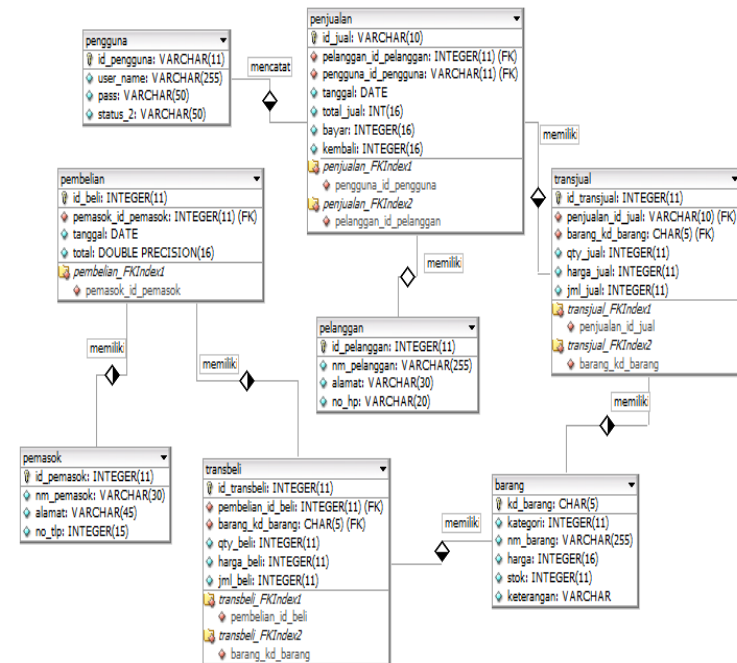 pengguna
id_pengguna: VARCHAR(11)
user_name: VARCHAR(255)
pass: VARCHAR(50)
status_2: VARCHAR(50)
mencatat
penjualan
id_jual: VARCHAR(10)
pelanggan_id_pelanggan: INTEGER(11) (FK)
pengguna_id_pengguna: VARCHAR(11) (FK)
tanggal: DATE
total_jual: INT(16)
bayar: INTEGER(16)
kembali: INTEGER(16)
penjualan_FKIndex1
pengguna_id_pengguna
penjualan_FKIndex2
pelanggan_id_pelanggan
memilik
pembelian
id_beli: INTEGER(11)
pemasok_id_pemasok: INTEGER(11) (FK)
tanggal: DATE
total: DOUBLE PRECISION(16)
pembelian_FKIndex1
pemasok_id_pemasok
transjual
id_transjual: INTEGER(11)
penjualan_id_jual: VARCHAR(10) (FK)
barang_kd_barang: CHAR(5) (FK)
qty_jual: INTEGER(11)
harga_jual: INTEGER(11)
jml_jual: INTEGER(11)
transjual_FKIndex1
penjualan_id_jual
transjual_FKIndex2
barang_kd_barang
memilik
pelanggan
id_pelanggan: INTEGER(11)
nm_pelanggan: VARCHAR(255)
alamat: VARCHAR(30)
no_hp: VARCHAR(20)
memilik
memilik
memilik
pemasok
id_pemasok: INTEGER(11)
nm_pemasok: VARCHAR(30)
alamat: VARCHAR(45)
no_tlp: INTEGER(15)
transbeli
id_transbeli: INTEGER(11)
pembelian_id_beli: INTEGER(11) (FK)
barang_kd_barang: CHAR(5) (FK)
qty_beli: INTEGER(11)
harga_beli: INTEGER(11)
jml_beli: INTEGER(11)
transbeli_FKIndex1
pembelian_id_beli
transbeli_FKIndex2
barang_kd_barang
memilik
barang
kd_barang: CHAR(5)
kategori: INTEGER(11)
nm_barang: VARCHAR(255)
harga: INTEGER(16)
stok: INTEGER(11)
keterangan: VARCHAR